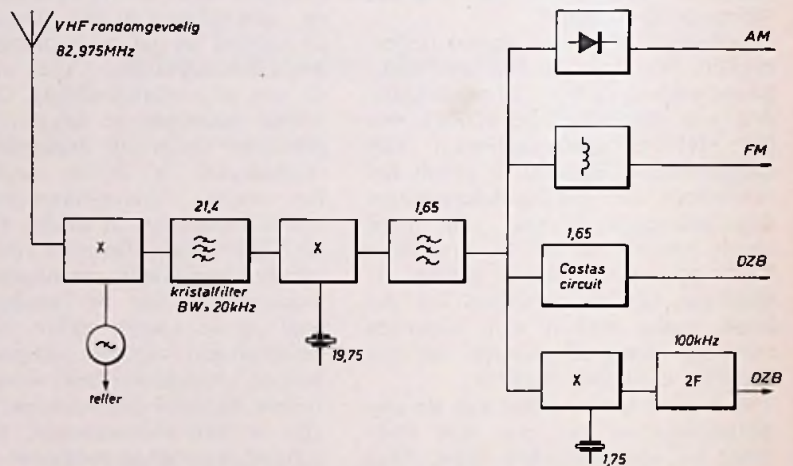 VHF rondomgevoelig
82,975MHz
AM
FM
21,4
1,65
1,65
X
X
Costas
circuit
DZB
kristalfilter
BW = 20kHz
19,75
100kHz
X
2F
DZB
teller
1,75